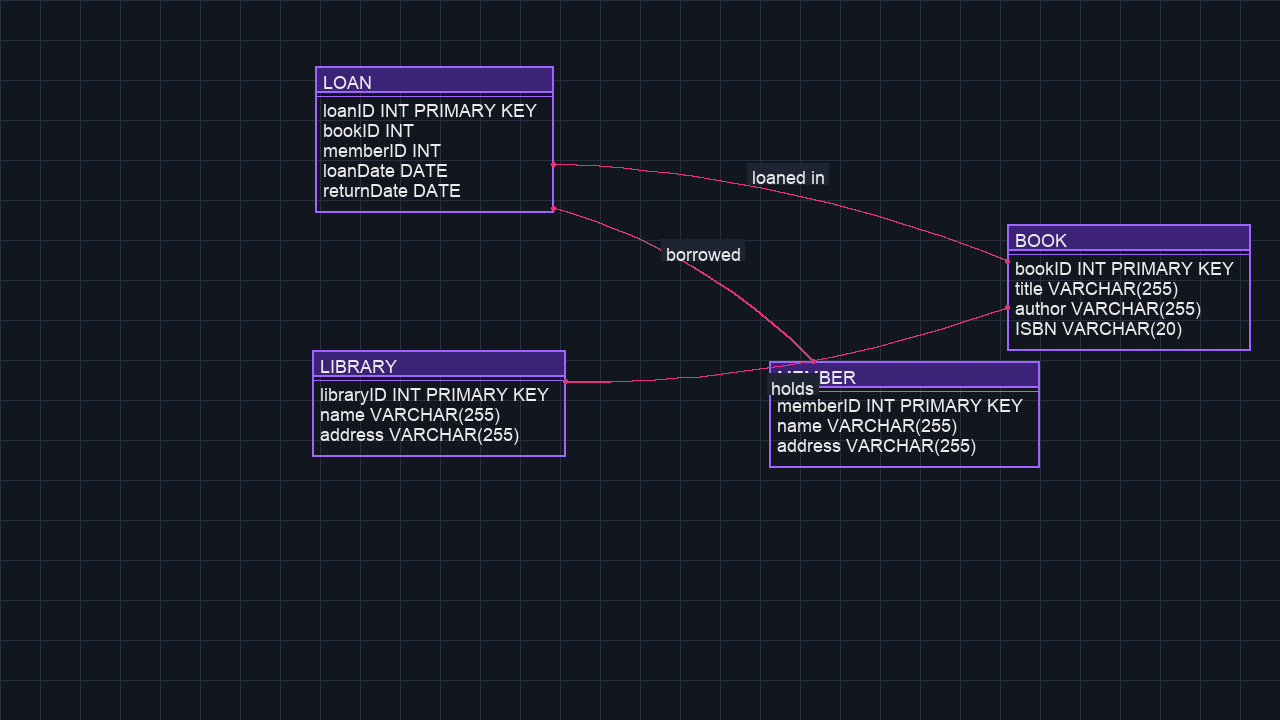 LOAN
loanID INT PRIMARY KEY
bookID INT
memberID INT
loanDate DATE
returnDate DATE
loaned in
borrowed
BOOK
bookID INT PRIMARY KEY
title VARCHAR(255)
author VARCHAR(255)
ISBN VARCHAR(20)
LIBRARY
libraryID INT PRIMARY KEY
name VARCHAR(255)
address VARCHAR(255)
MEMBER
holds
memberID INT PRIMARY KEY
name VARCHAR(255)
address VARCHAR(255)